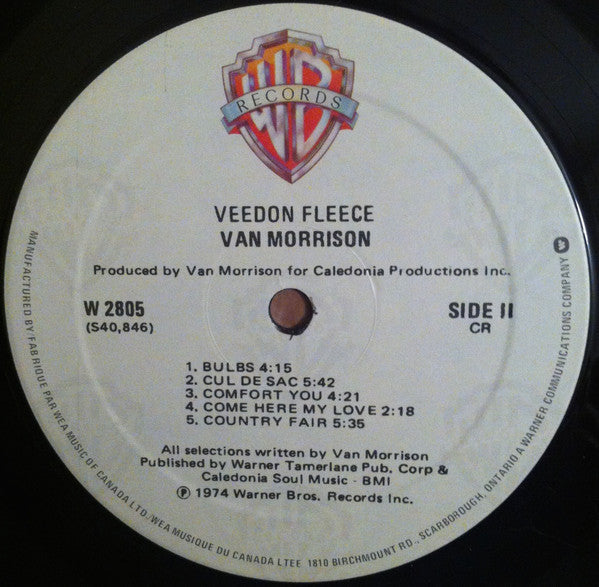 WB
RECORDS
VEEDON FLEECE
VAN MORRISON
Produced by Van Morrison for Caledonia Productions Inc.
W 2805
(S40,846)
SIDE II
CR
1. BULBS 4:15
2. CUL DE SAC 5:42
3. COMFORT YOU 4:21
4. COME HERE MY LOVE 2:18
5. COUNTRY FAIR 5:35
All selections written by Van Morrison
Published by Warner Tamerlane Pub. Corp &
Caledonia Soul Music - BMI
℗ 1974 Warner Bros. Records Inc.
MANUFACTURED BY/FABRIQUE PAR WEA MUSIC OF CANADA LTD/WEA MUSIQUE DU CANADA LTEE 1810 BIRCHMOUNT RD., SCARBOROUGH, ONTARIO A WARNER COMMUNICATIONS COMPANY